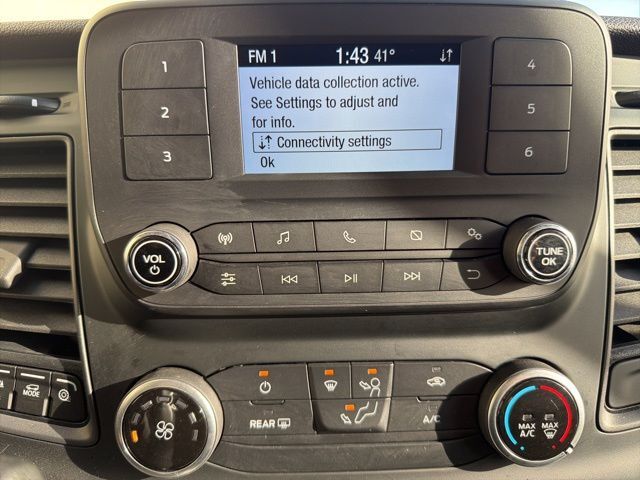 FM 1 1:43 41°
Vehicle data collection active.
See Settings to adjust and
for info.
Connectivity settings
Ok
1
2
3
4
5
6
VOL
TUNE
OK
MODE
REAR
A/C
MAX
A/C
MAX